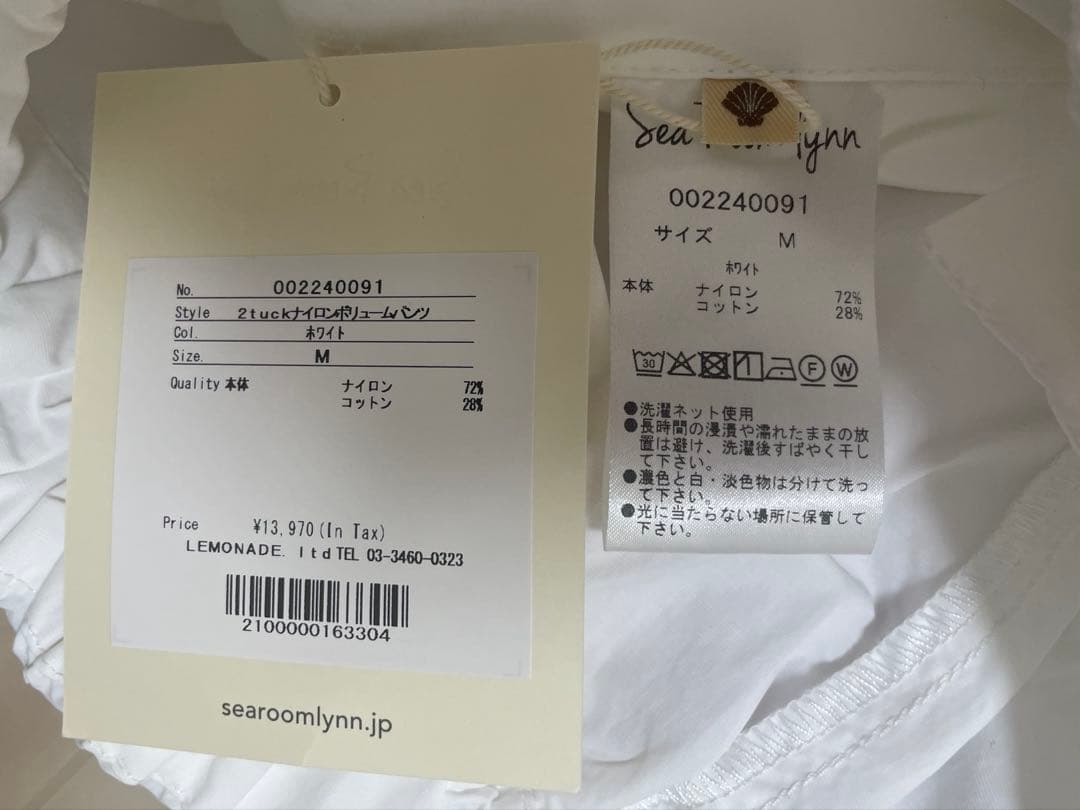 No. 002240091
Style 2tuckナイロンボリュームパンツ
Col. ホワイト
Size. M
Quality 本体 ナイロン 72%
コットン 28%
Price ¥13,970(In Tax)
LEMONADE. ltd TEL 03-3460-0323
2100000163304
searoomlynn.jp
Sea lynn
002240091
サイズ M
ホワイト
本体 ナイロン 72%
コットン 28%
30 F W
●洗濯ネット使用
●長時間の浸漬や濡れたままの放
置は避け、洗濯後すばやく干し
て下さい。
●濃色と白・淡色物は分けて洗っ
て下さい。
●光に当たらない場所に保管して
下さい。